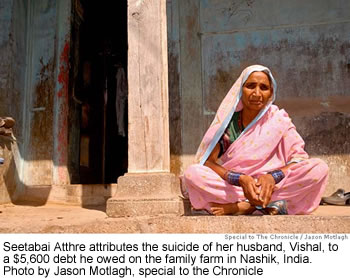 Special to The Chronicle / Jason Motlagh
Seetabai Atthre attributes the suicide of her husband, Vishal, to
a $5,600 debt he owed on the family farm in Nashik, India.
Photo by Jason Motlagh, special to the Chronicle